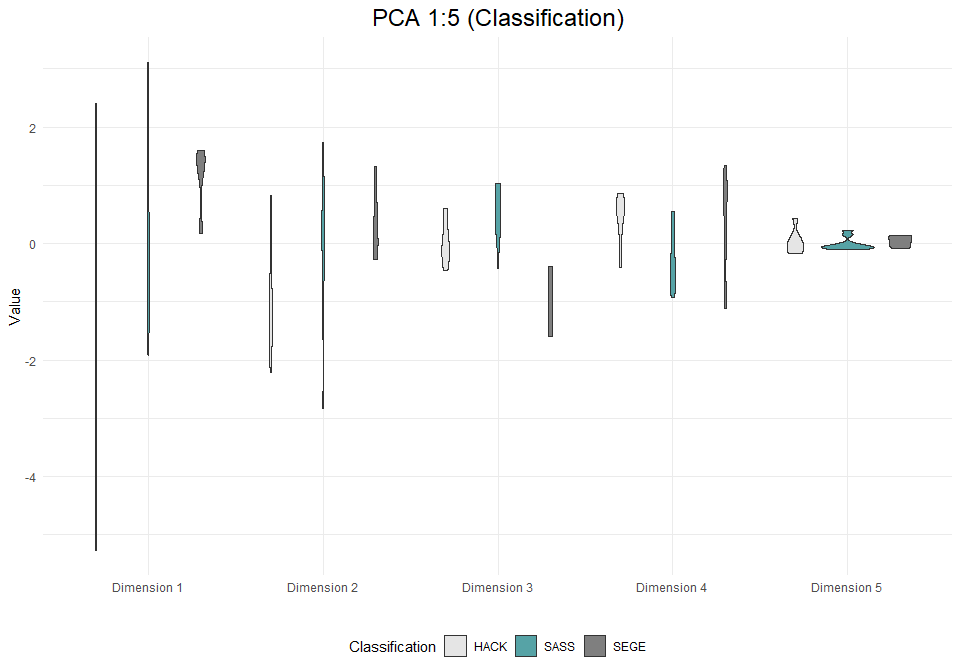 PCA 1:5 (Classification)
Value
2
0
-2
-4
Dimension 1 Dimension 2 Dimension 3 Dimension 4 Dimension 5
Classification HACK SASS SEGE